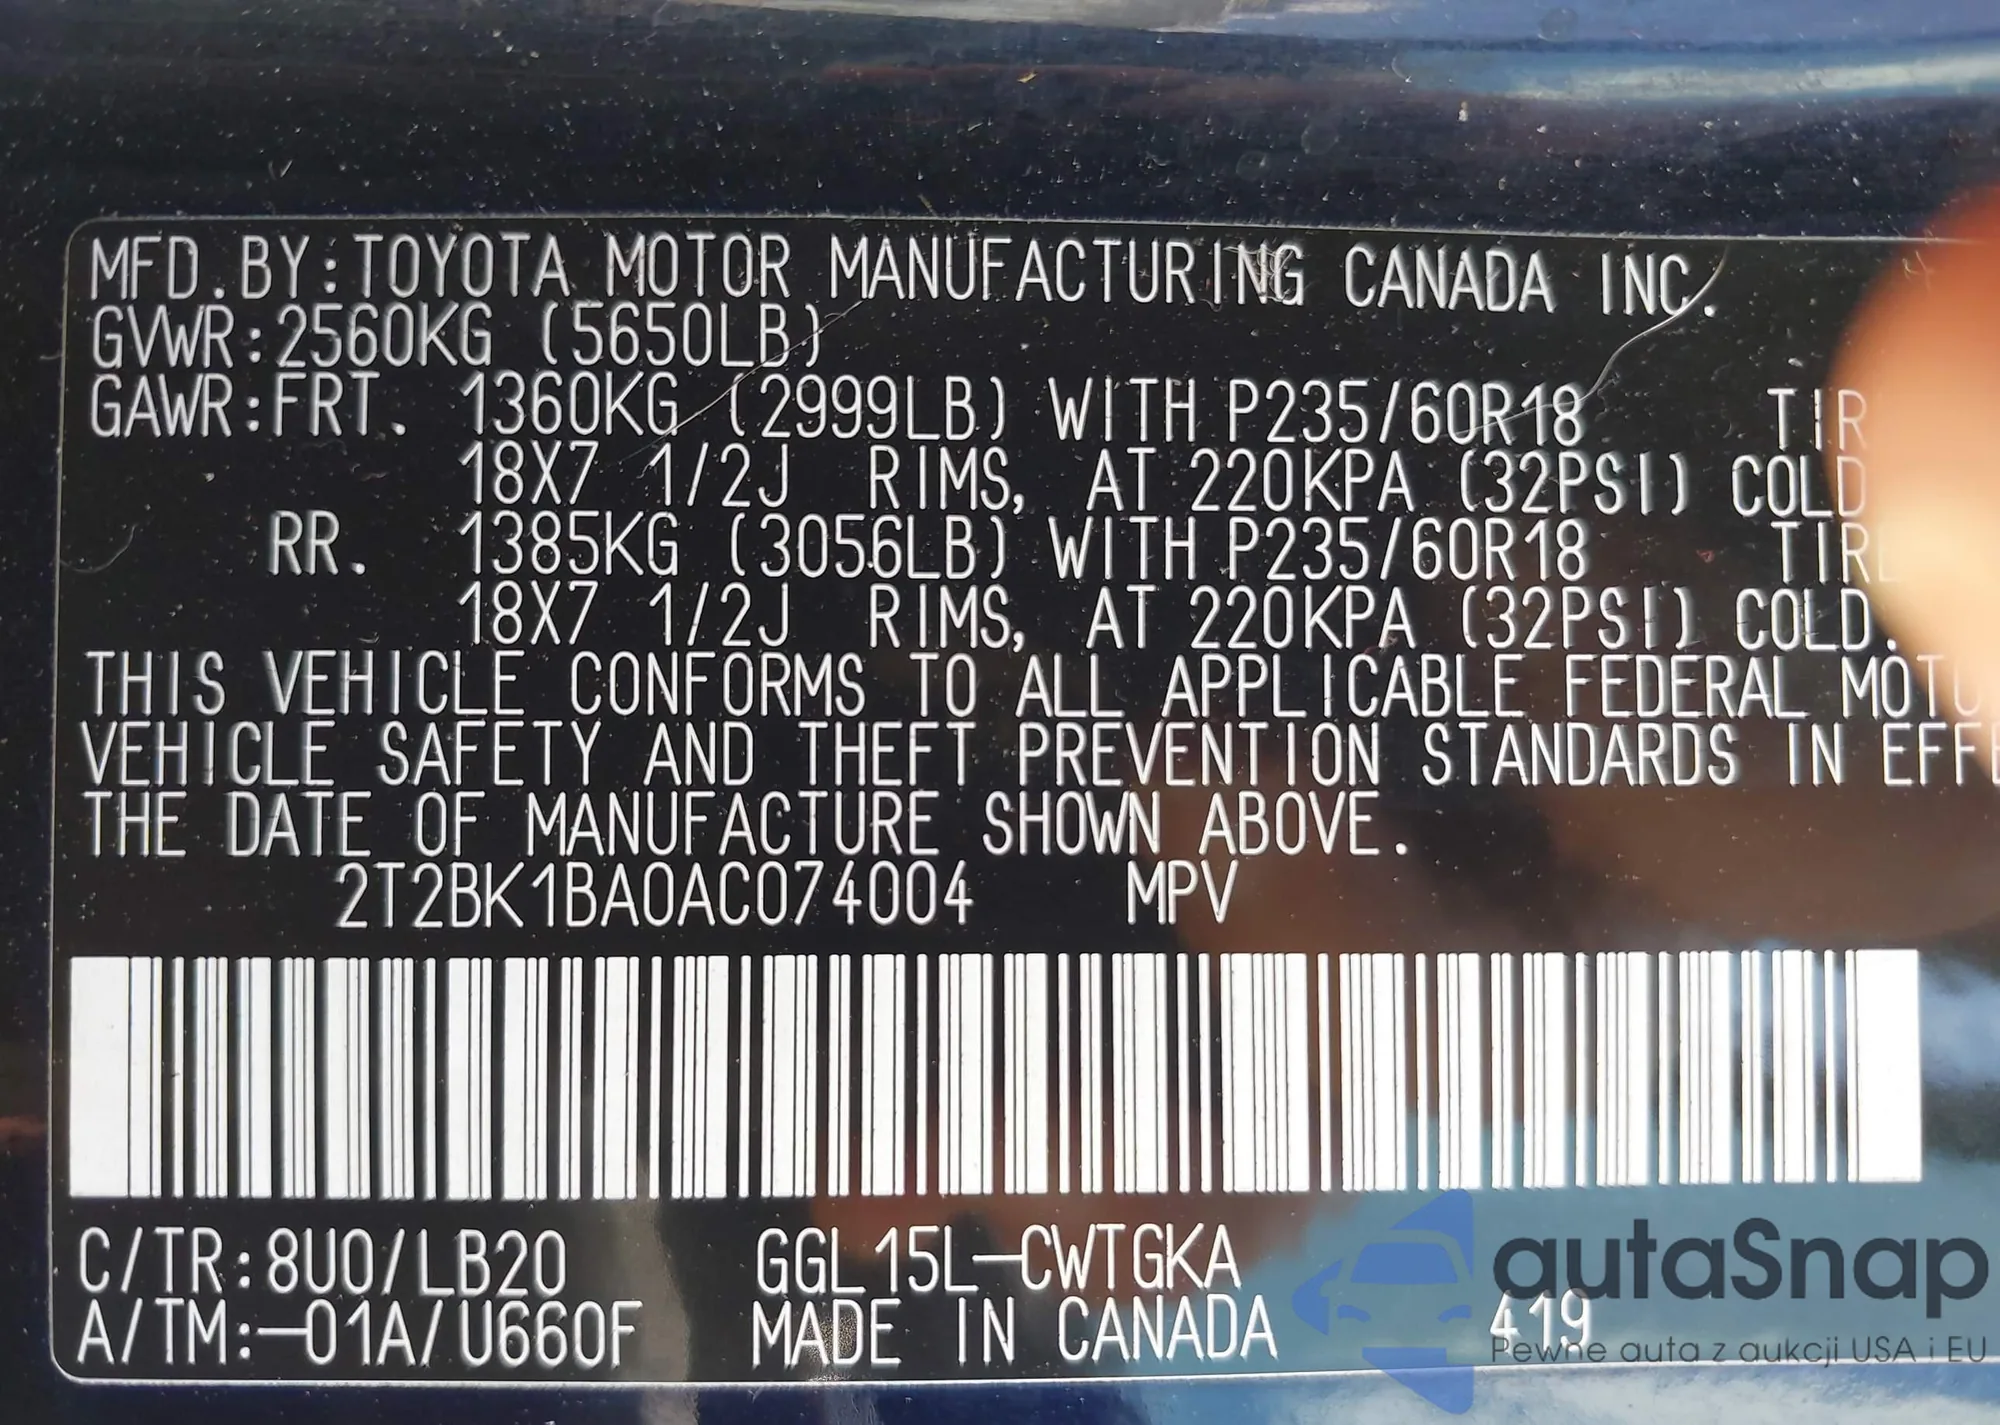 MFD.BY:TOYOTA MOTOR MANUFACTURING CANADA INC.
GVWR:2560KG (5650LB)
GAWR:FRT. 1360KG (2999LB) WITH P235/60R18 TIR
18X7 1/2J RIMS, AT 220KPA (32PSI) COLD
RR. 1385KG (3056LB) WITH P235/60R18 TIRE
18X7 1/2J RIMS, AT 220KPA (32PSI) COLD.
THIS VEHICLE CONFORMS TO ALL APPLICABLE FEDERAL MOTO
VEHICLE SAFETY AND THEFT PREVENTION STANDARDS IN EFFE
THE DATE OF MANUFACTURE SHOWN ABOVE.
2T2BK1BA0AC074004 MPV
C/TR:8U0/LB20 GGL15L-CWTGKA
A/TM:-01A/U660F MADE IN CANADA 419
autaSnap
Pewne auta z aukcji USA i EU